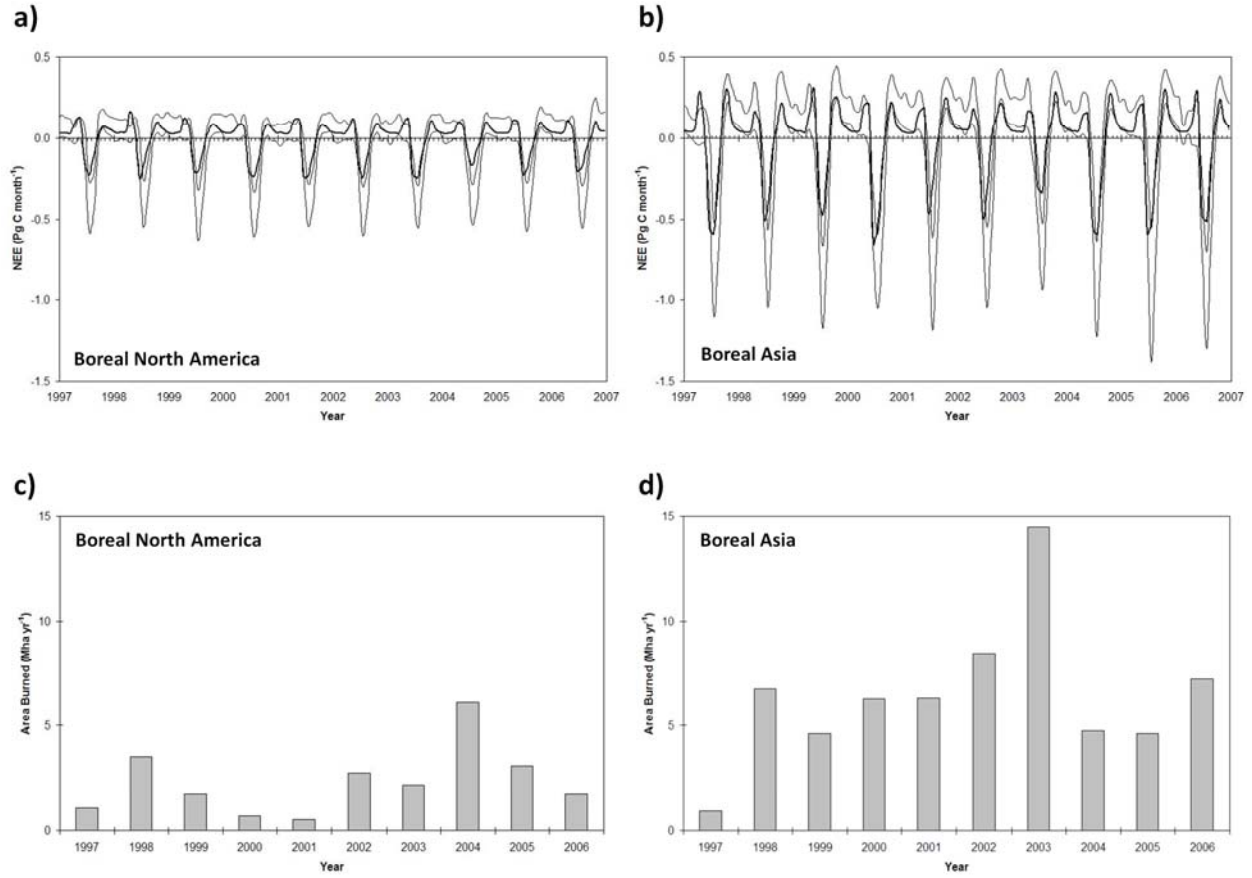 a)
0.5
0.0
-0.5
-1.0
-1.5
NEE (Pg C month⁻¹)
Boreal North America
1997 1998 1999 2000 2001 2002 2003 2004 2005 2006 2007
Year
b)
0.5
0.0
-0.5
-1.0
-1.5
NEE (Pg C month⁻¹)
Boreal Asia
1997 1998 1999 2000 2001 2002 2003 2004 2005 2006 2007
Year
c)
Boreal North America
15
10
5
0
Area Burned (Mha yr⁻¹)
1997 1998 1999 2000 2001 2002 2003 2004 2005 2006
Year
d)
Boreal Asia
15
10
5
0
Area Burned (Mha yr⁻¹)
1997 1998 1999 2000 2001 2002 2003 2004 2005 2006
Year